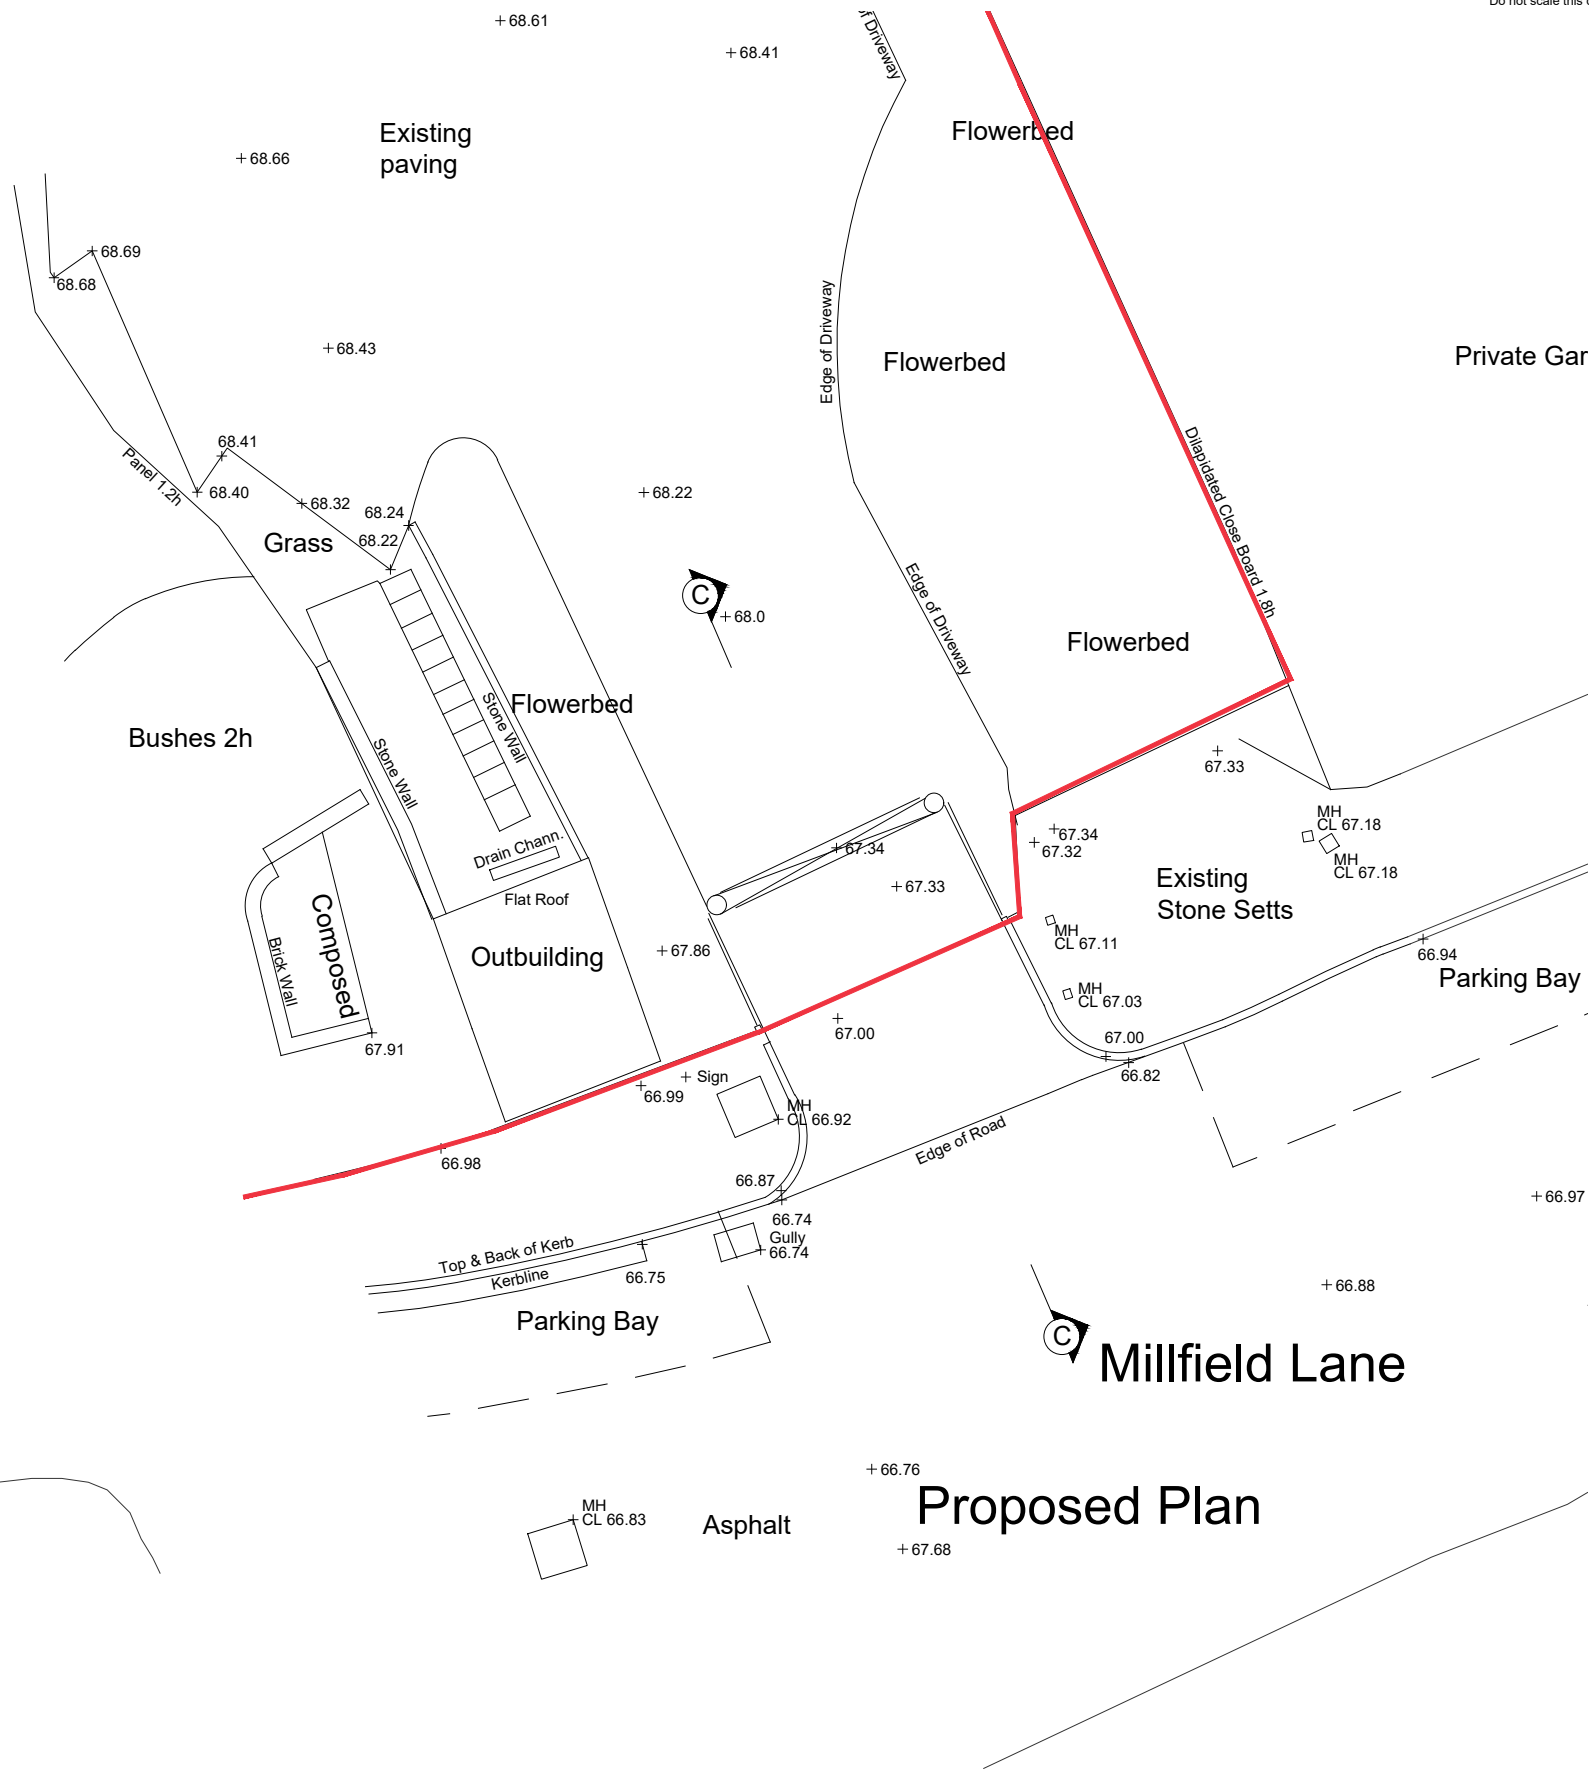 Do not scale this
68.61
68.41
of Driveway
Existing
paving
Flowerbed
68.66
68.69
68.68
Edge of Driveway
68.43
Flowerbed
Private Gar
68.41
Panel 1.2h
68.40
68.32
68.22
Dilapidated Close Board 1.8h
68.24
68.22
Grass
C
68.0
Edge of Driveway
Flowerbed
Bushes 2h
Stone Wall
Stone Wall
Flowerbed
67.33
MH
CL 67.18
MH
CL 67.18
67.34
67.32
67.34
67.33
Drain Chann.
Flat Roof
Existing
Stone Setts
Composed
Brick Wall
Outbuilding
67.86
MH
CL 67.11
66.94
Parking Bay
MH
CL 67.03
67.91
67.00
67.00
66.82
Sign
66.99
MH
CL 66.92
Edge of Road
66.98
66.87
66.74
66.97
Gully
66.74
Top & Back of Kerb
Kerbline
66.75
66.88
Parking Bay
C
Millfield Lane
66.76
Proposed Plan
MH
CL 66.83
Asphalt
67.68